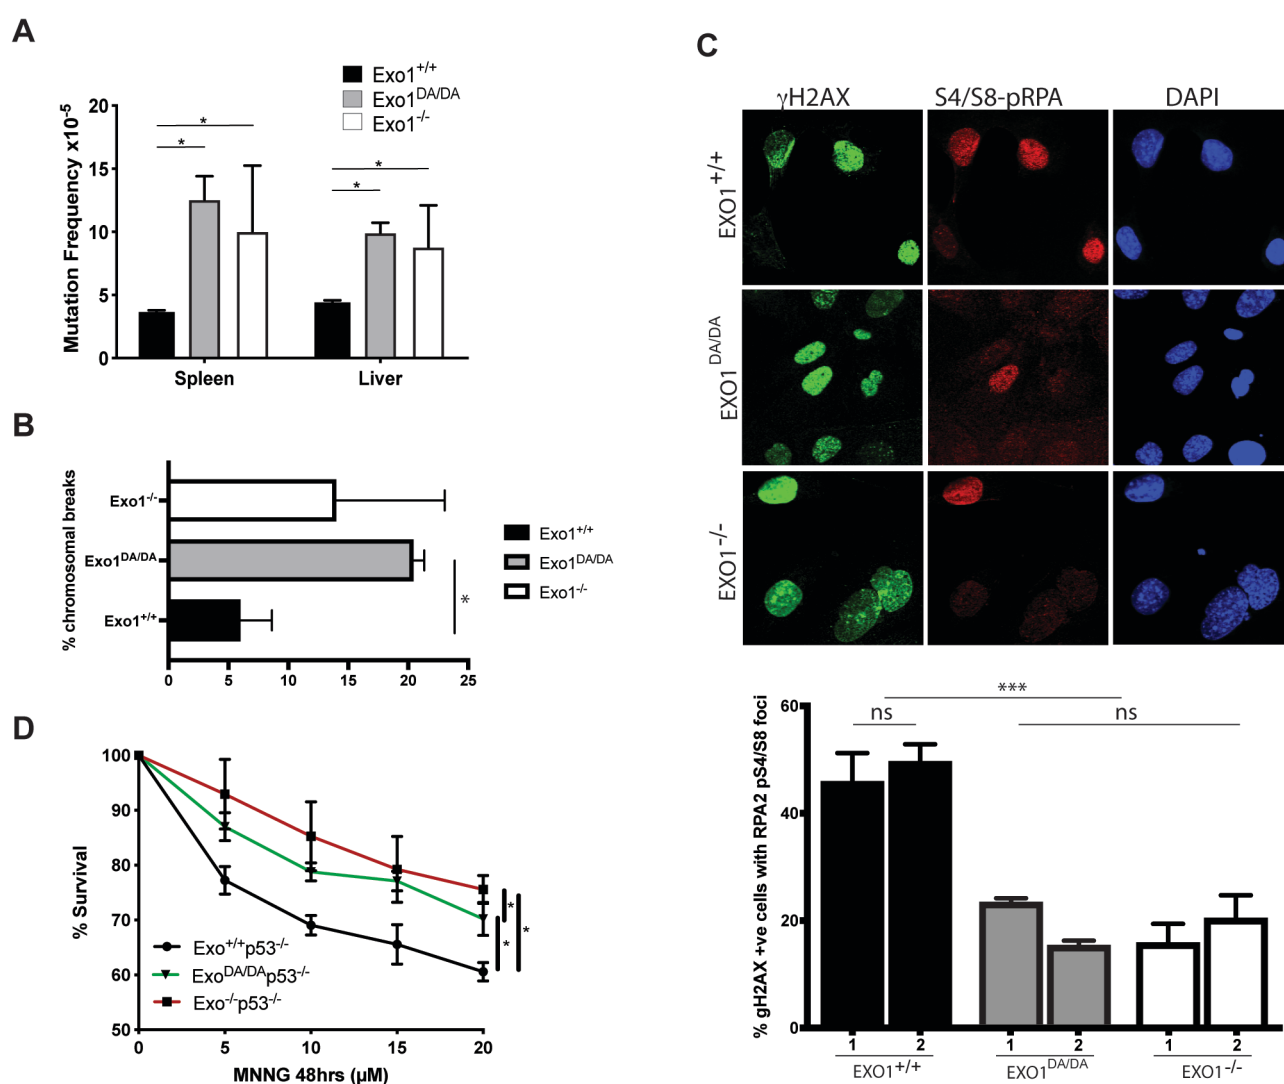 A
Exo1+/+
Exo1DA/DA
Exo1-/-
Mutation Frequency x10-5
20
15
10
5
0
*
*
*
*
Spleen
Liver
B
% chromosomal breaks
Exo1-/-
Exo1DA/DA
Exo1+/+
0
5
10
15
20
25
*
Exo1+/+
Exo1DA/DA
Exo1-/-
C
γH2AX
S4/S8-pRPA
DAPI
EXO1+/+
EXO1DA/DA
EXO1-/-
% gH2AX +ve cells with RPA2 pS4/S8 foci
60
40
20
0
***
ns
ns
1
2
1
2
1
2
EXO1+/+
EXO1DA/DA
EXO1-/-
D
% Survival
100
90
80
70
60
50
Exo+/+p53-/-
ExoDA/DAp53-/-
Exo-/-p53-/-
*
*
*
0
5
10
15
20
MNNG 48hrs (µM)